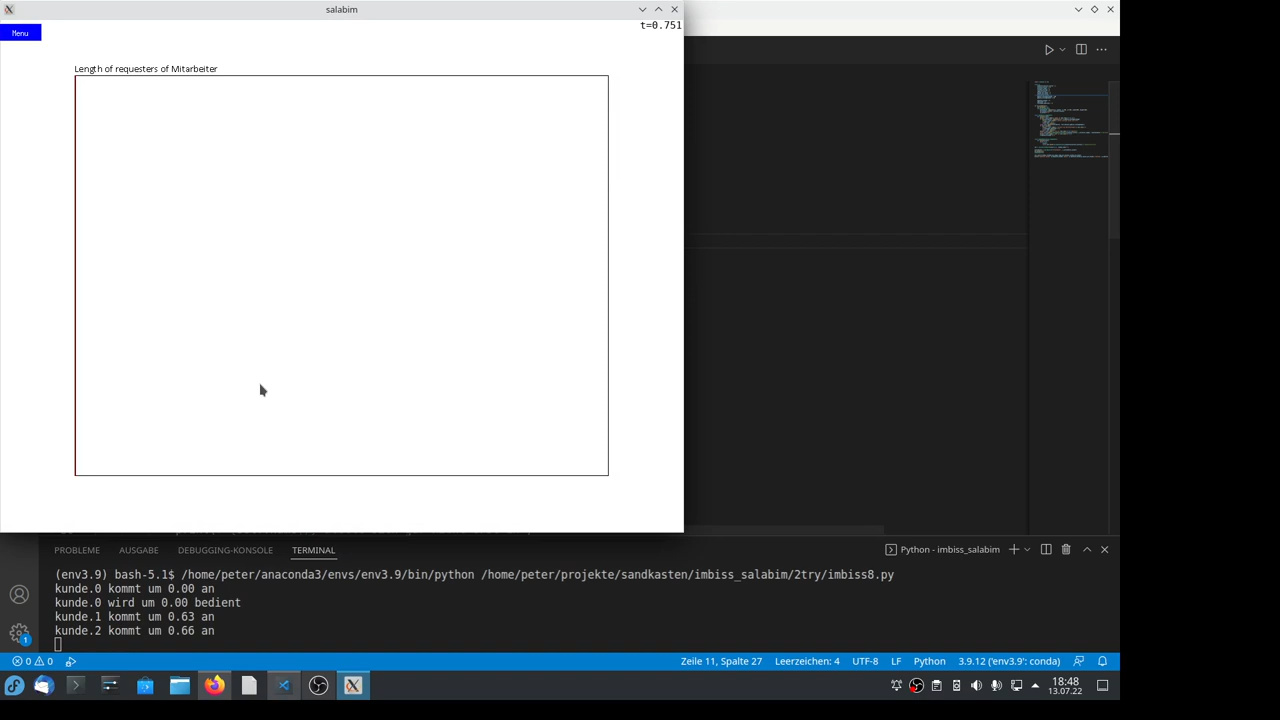 salabim
t=0.751
Menu
Length of requesters of Mitarbeiter
PROBLEME AUSGABE DEBUGGING-KONSOLE TERMINAL Python - imbiss_salabim
(env3.9) bash-5.1$ /home/peter/anaconda3/envs/env3.9/bin/python /home/peter/projekte/sandkasten/imbiss_salabim/2try/imbiss8.py
kunde.0 kommt um 0.00 an
kunde.0 wird um 0.00 bedient
kunde.1 kommt um 0.63 an
kunde.2 kommt um 0.66 an
1
0 0 Zeile 11, Spalte 27 Leerzeichen: 4 UTF-8 LF Python 3.9.12 ('env3.9': conda)
18:48
13.07.22